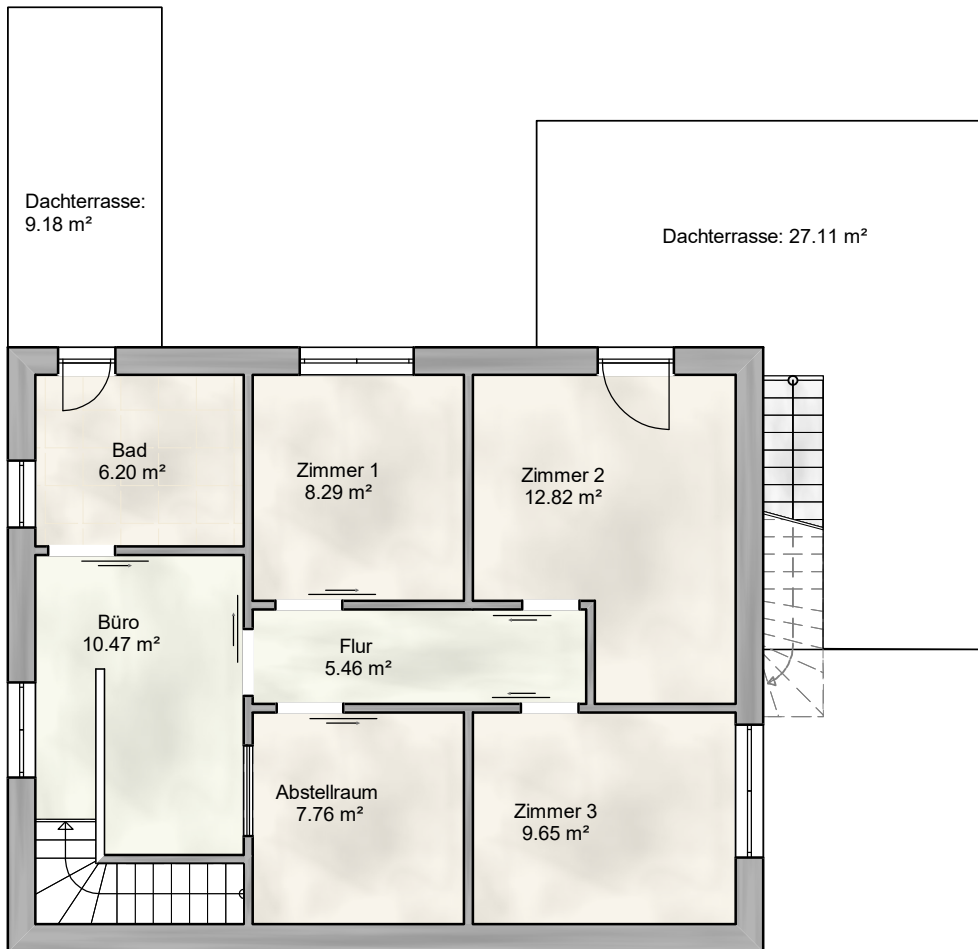 Dachterrasse:
9.18 m²
Dachterrasse: 27.11 m²
Bad
6.20 m²
Zimmer 1
8.29 m²
Zimmer 2
12.82 m²
Büro
10.47 m²
Flur
5.46 m²
Abstellraum
7.76 m²
Zimmer 3
9.65 m²